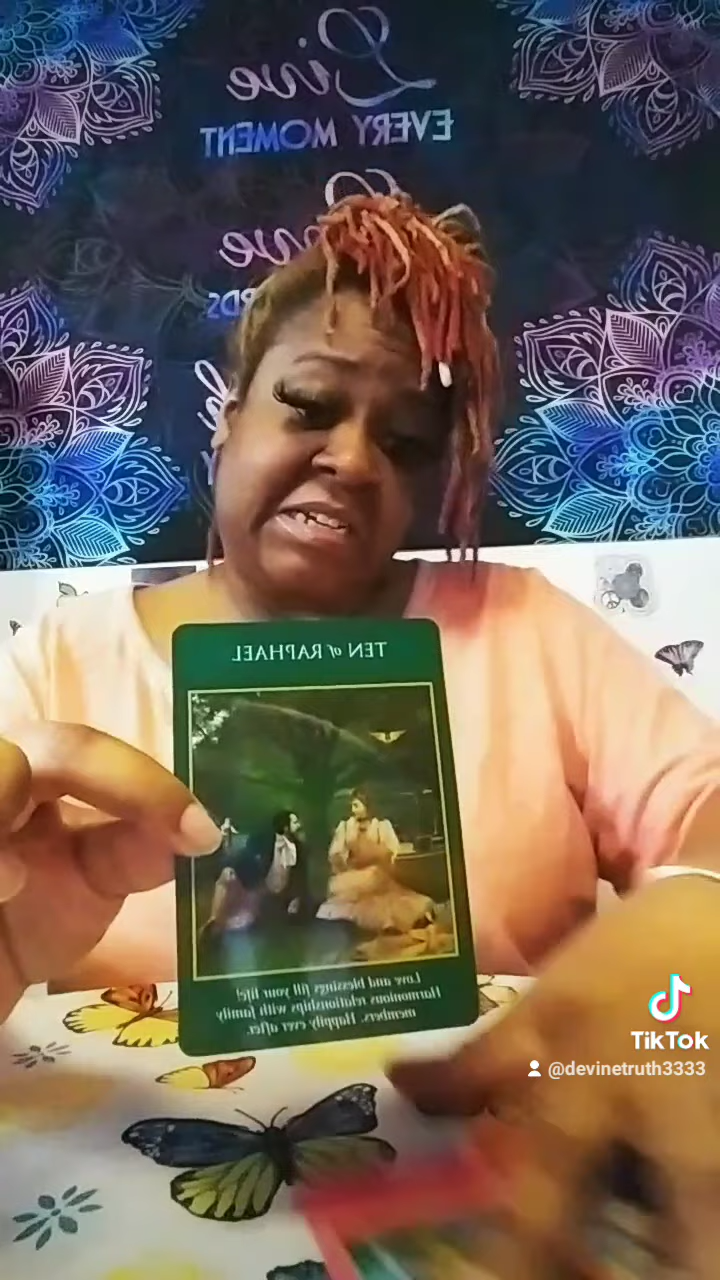 Live
EVERY MOMENT
TEN of RAPHAEL
Love and blessings fill your life!
Harmonious relationships with family
members. Happily ever after.
TikTok
@devinetruth3333